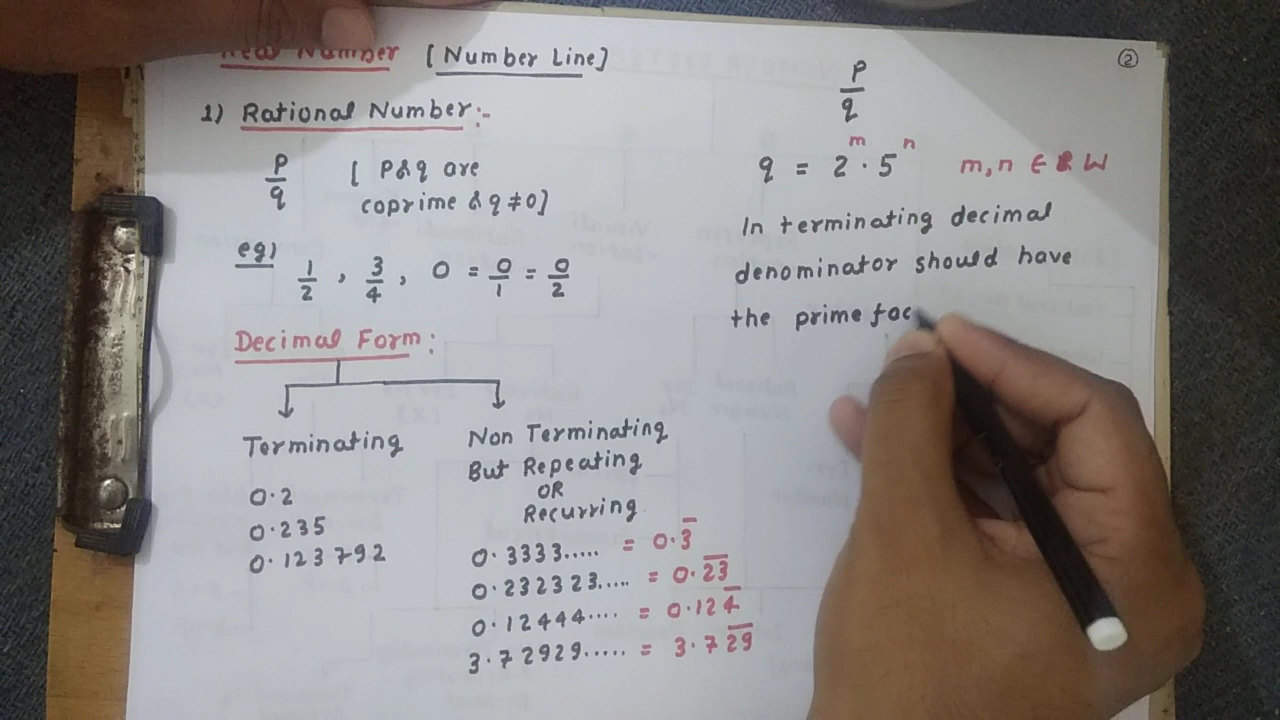 Real Number [Number Line]
1) Rational Number:-
p/q [P & q are
coprime & q ≠ 0]
eg) 1/2, 3/4, 0 = 0/1 = 0/2
Decimal Form:
Terminating
0.2
0.235
0.123792
Non Terminating
But Repeating
OR
Recurring
0.3333..... = 0.3̅
0.232323..... = 0.2̅3̅
0.12444.... = 0.124̅
3.72929..... = 3.72̅9̅
②
P/q
q = 2^m · 5^n m, n ∈ W
In terminating decimal
denominator should have
the prime fac